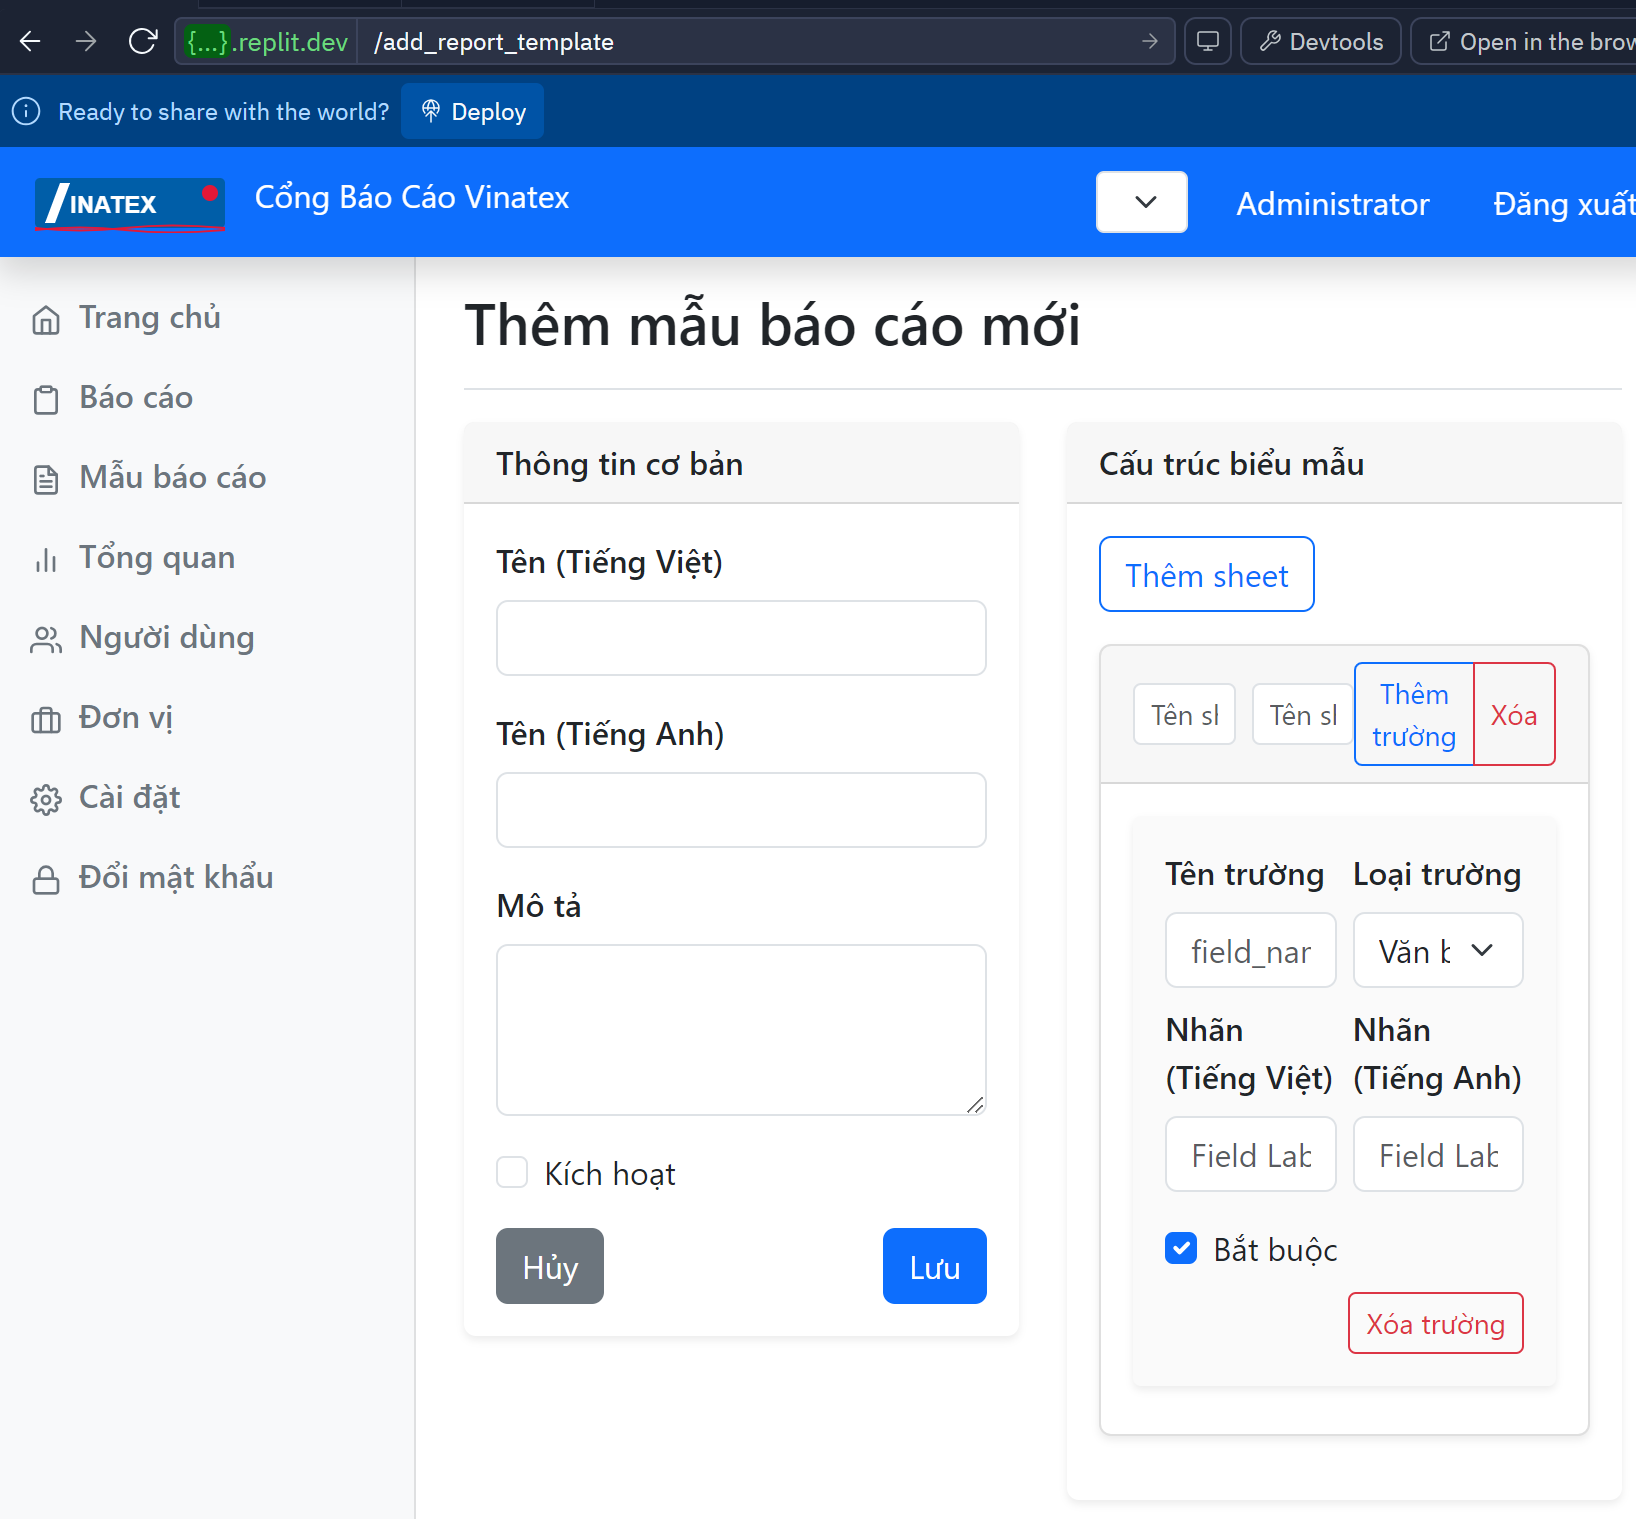 {...}.replit.dev /add_report_template
Devtools
Open in the brow
Ready to share with the world?
Deploy
INATEX
Cổng Báo Cáo Vinatex
Administrator
Đăng xuất
Trang chủ
Báo cáo
Mẫu báo cáo
Tổng quan
Người dùng
Đơn vị
Cài đặt
Đổi mật khẩu
Thêm mẫu báo cáo mới
Thông tin cơ bản
Tên (Tiếng Việt)
Tên (Tiếng Anh)
Mô tả
Kích hoạt
Hủy
Lưu
Cấu trúc biểu mẫu
Thêm sheet
Tên sl
Tên sl
Thêm
trường
Xóa
Tên trường
Loại trường
field_nar
Văn b
Nhãn
(Tiếng Việt)
Nhãn
(Tiếng Anh)
Field Lab
Field Lab
Bắt buộc
Xóa trường